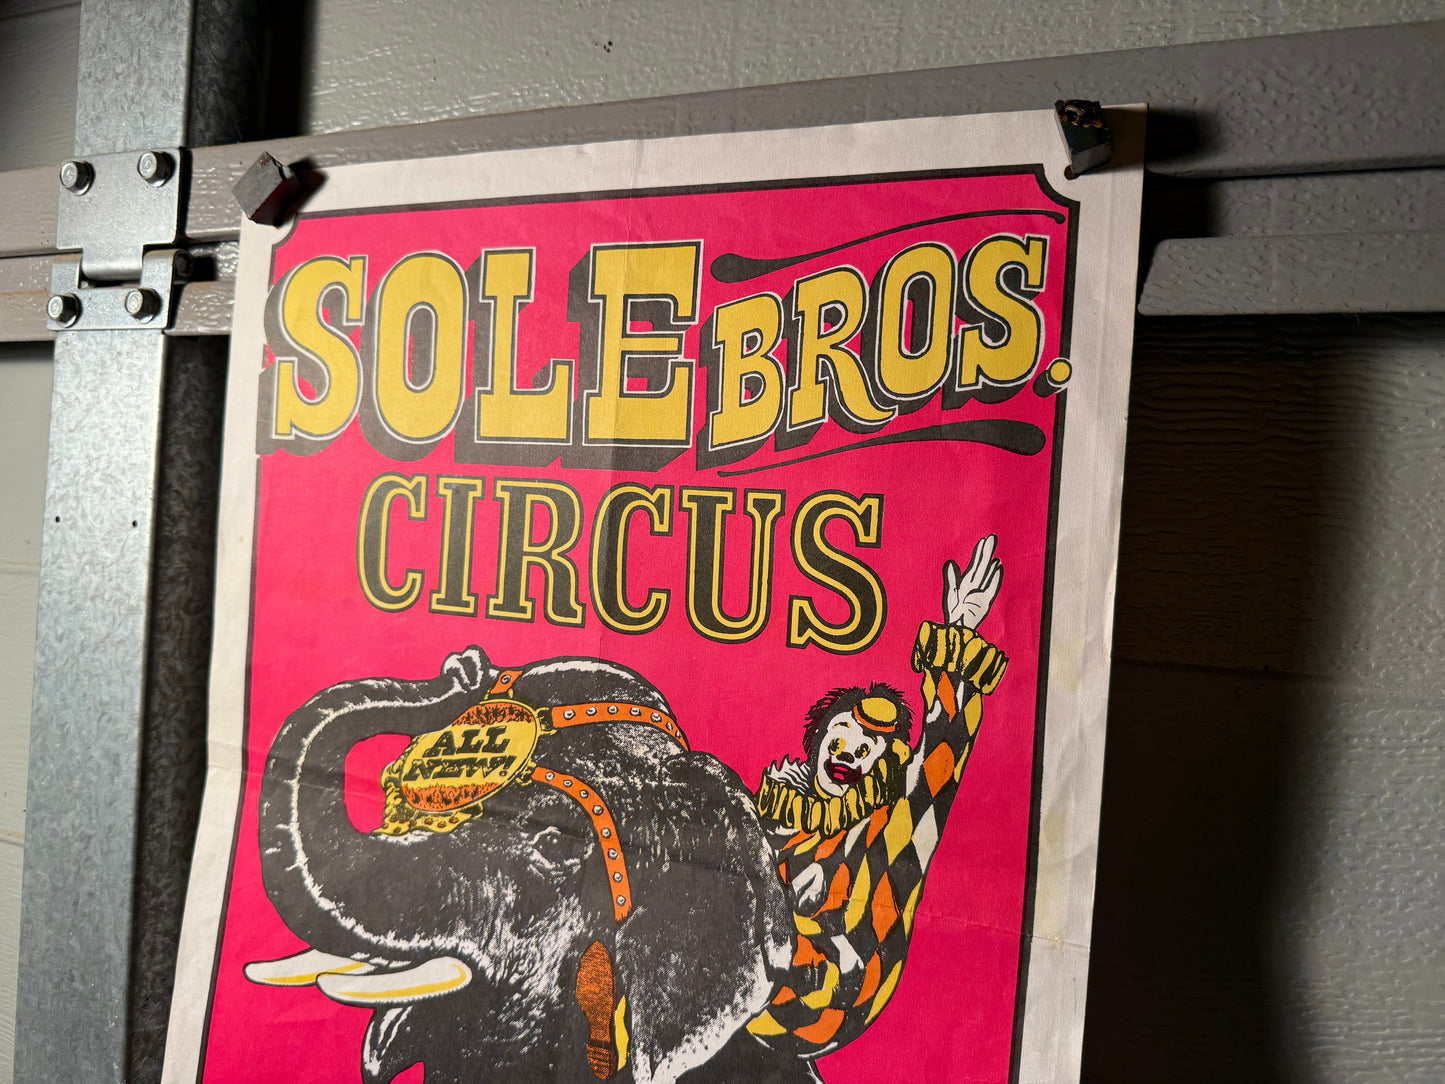 SOLE BROS.
CIRCUS
ALL
NEW!